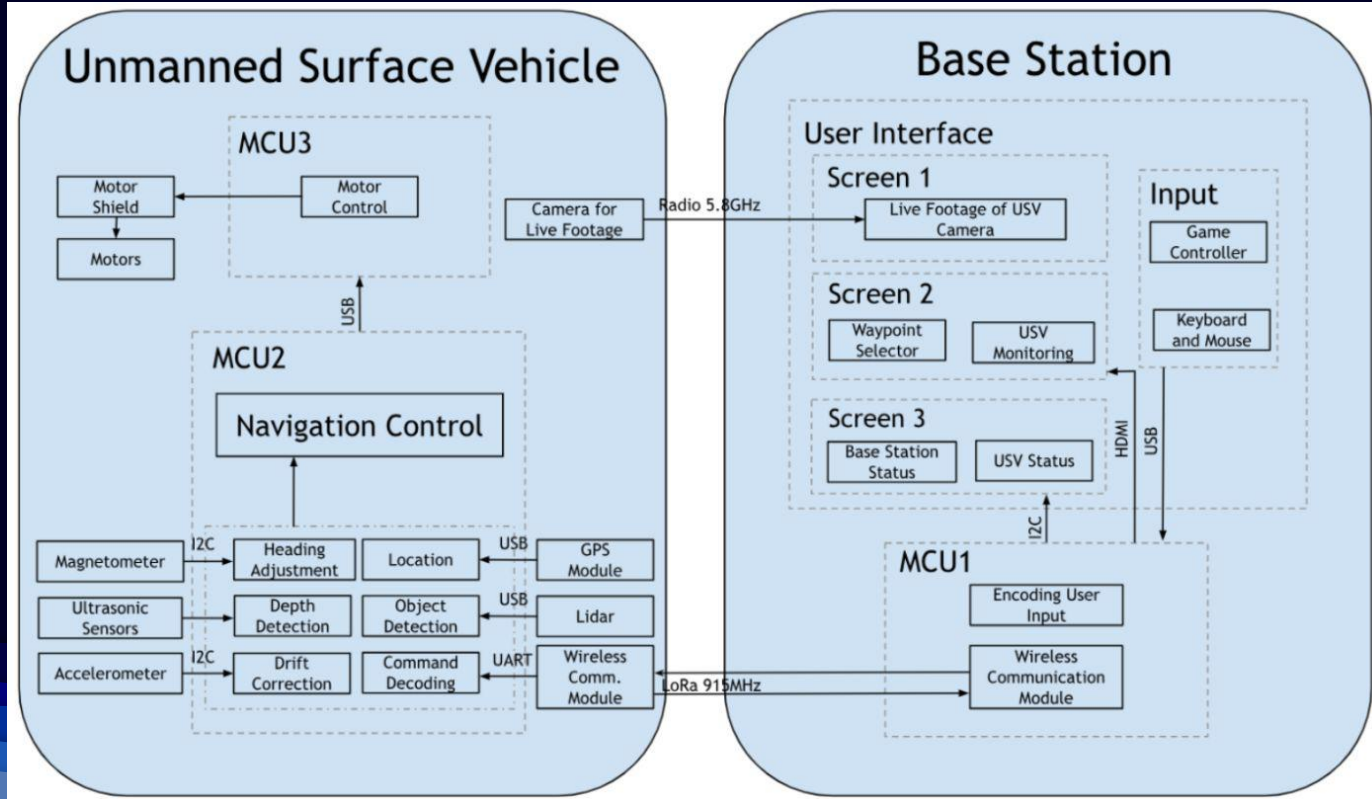 Unmanned Surface Vehicle
MCU3
Motor
Shield
Motor
Control
Motors
Camera for
Live Footage
USB
MCU2
Navigation Control
Magnetometer
I2C
Heading
Adjustment
Location
USB
GPS
Module
Ultrasonic
Sensors
Depth
Detection
Object
Detection
USB
Lidar
Accelerometer
I2C
Drift
Correction
Command
Decoding
UART
Wireless
Comm.
Module
Radio 5.8GHz
LoRa 915MHz
Base Station
User Interface
Screen 1
Live Footage of USV
Camera
Input
Game
Controller
Keyboard
and Mouse
Screen 2
Waypoint
Selector
USV
Monitoring
Screen 3
Base Station
Status
USV Status
I2C
HDMI
USB
MCU1
Encoding User
Input
Wireless
Communication
Module